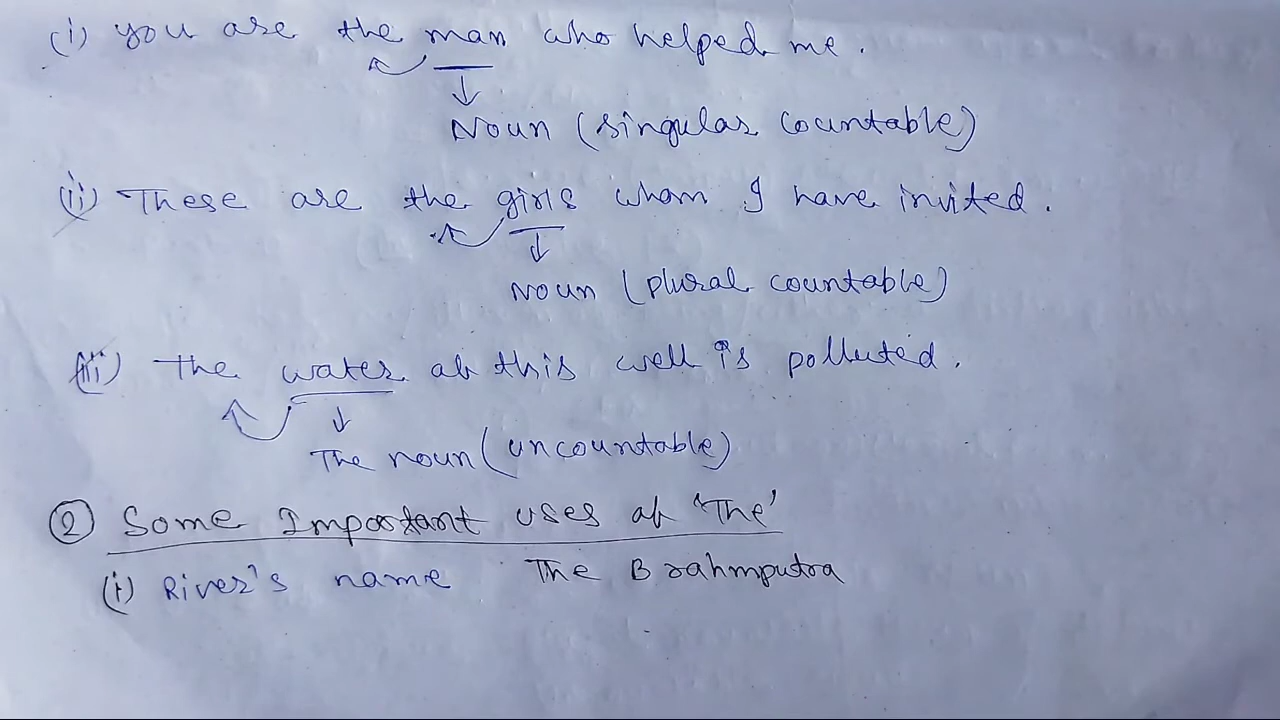 (i) You are the man who helped me.
Noun (singular countable)
(ii) These are the girls whom I have invited.
Noun (plural countable)
(iii) The water of this well is polluted.
The noun (uncountable)
② Some Important uses of 'The'
(i) River's name The Brahmputra